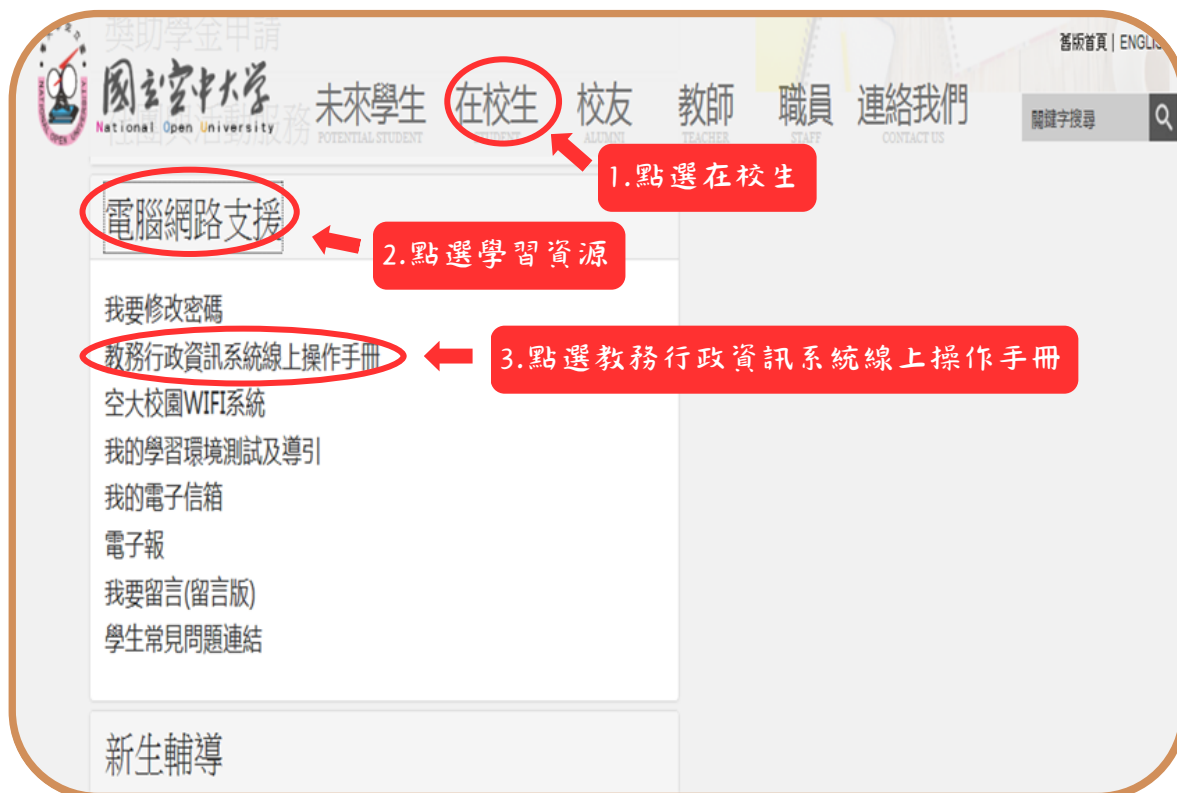 獎助學金申請
舊版首頁 | ENGLIS
國立空中大學
National Open University
社團與活動服務
未來學生 在校生 校友 教師 職員 連絡我們
POTENTIAL STUDENT STUDENT ALUMNI TEACHER STAFF CONTACT US
關鍵字搜尋
1.點選在校生
電腦網路支援
2.點選學習資源
我要修改密碼
教務行政資訊系統線上操作手冊
3.點選教務行政資訊系統線上操作手冊
空大校園WIFI系統
我的學習環境測試及導引
我的電子信箱
電子報
我要留言(留言版)
學生常見問題連結
新生輔導